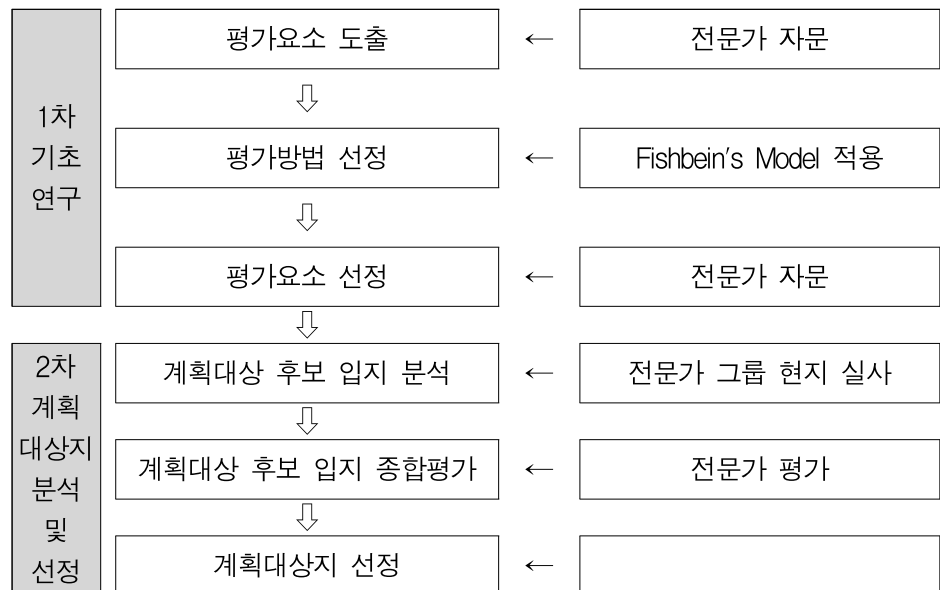 1차
기초
연구
평가요소 도출 ← 전문가 자문
⇩
평가방법 선정 ← Fishbein's Model 적용
⇩
평가요소 선정 ← 전문가 자문
⇩
2차
계획
대상지
분석
및
선정
계획대상 후보 입지 분석 ← 전문가 그룹 현지 실사
⇩
계획대상 후보 입지 종합평가 ← 전문가 평가
⇩
계획대상지 선정 ←